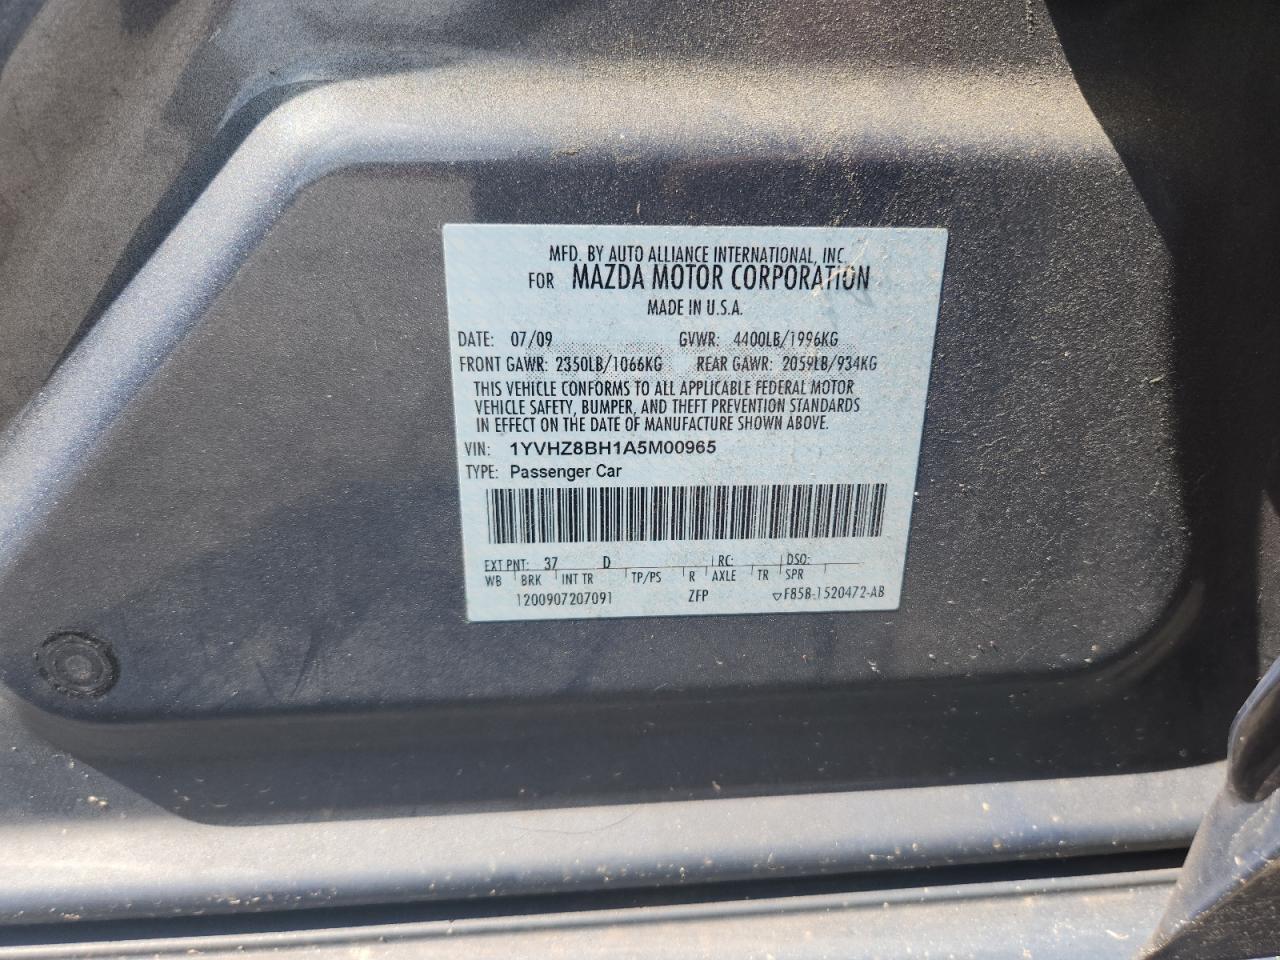 MFD. BY AUTO ALLIANCE INTERNATIONAL, INC.
FOR MAZDA MOTOR CORPORATION
MADE IN U.S.A.
DATE: 07/09 GVWR: 4400LB/1996KG
FRONT GAWR: 2350LB/1066KG REAR GAWR: 2059LB/934KG
THIS VEHICLE CONFORMS TO ALL APPLICABLE FEDERAL MOTOR
VEHICLE SAFETY, BUMPER, AND THEFT PREVENTION STANDARDS
IN EFFECT ON THE DATE OF MANUFACTURE SHOWN ABOVE.
VIN: 1YVHZ8BH1A5M00965
TYPE: Passenger Car
EXT PNT: 37 D RC: DSO:
WB BRK INT TR TP/PS R AXLE TR SPR
1200907207091 ZFP ▽F85B-1520472-AB